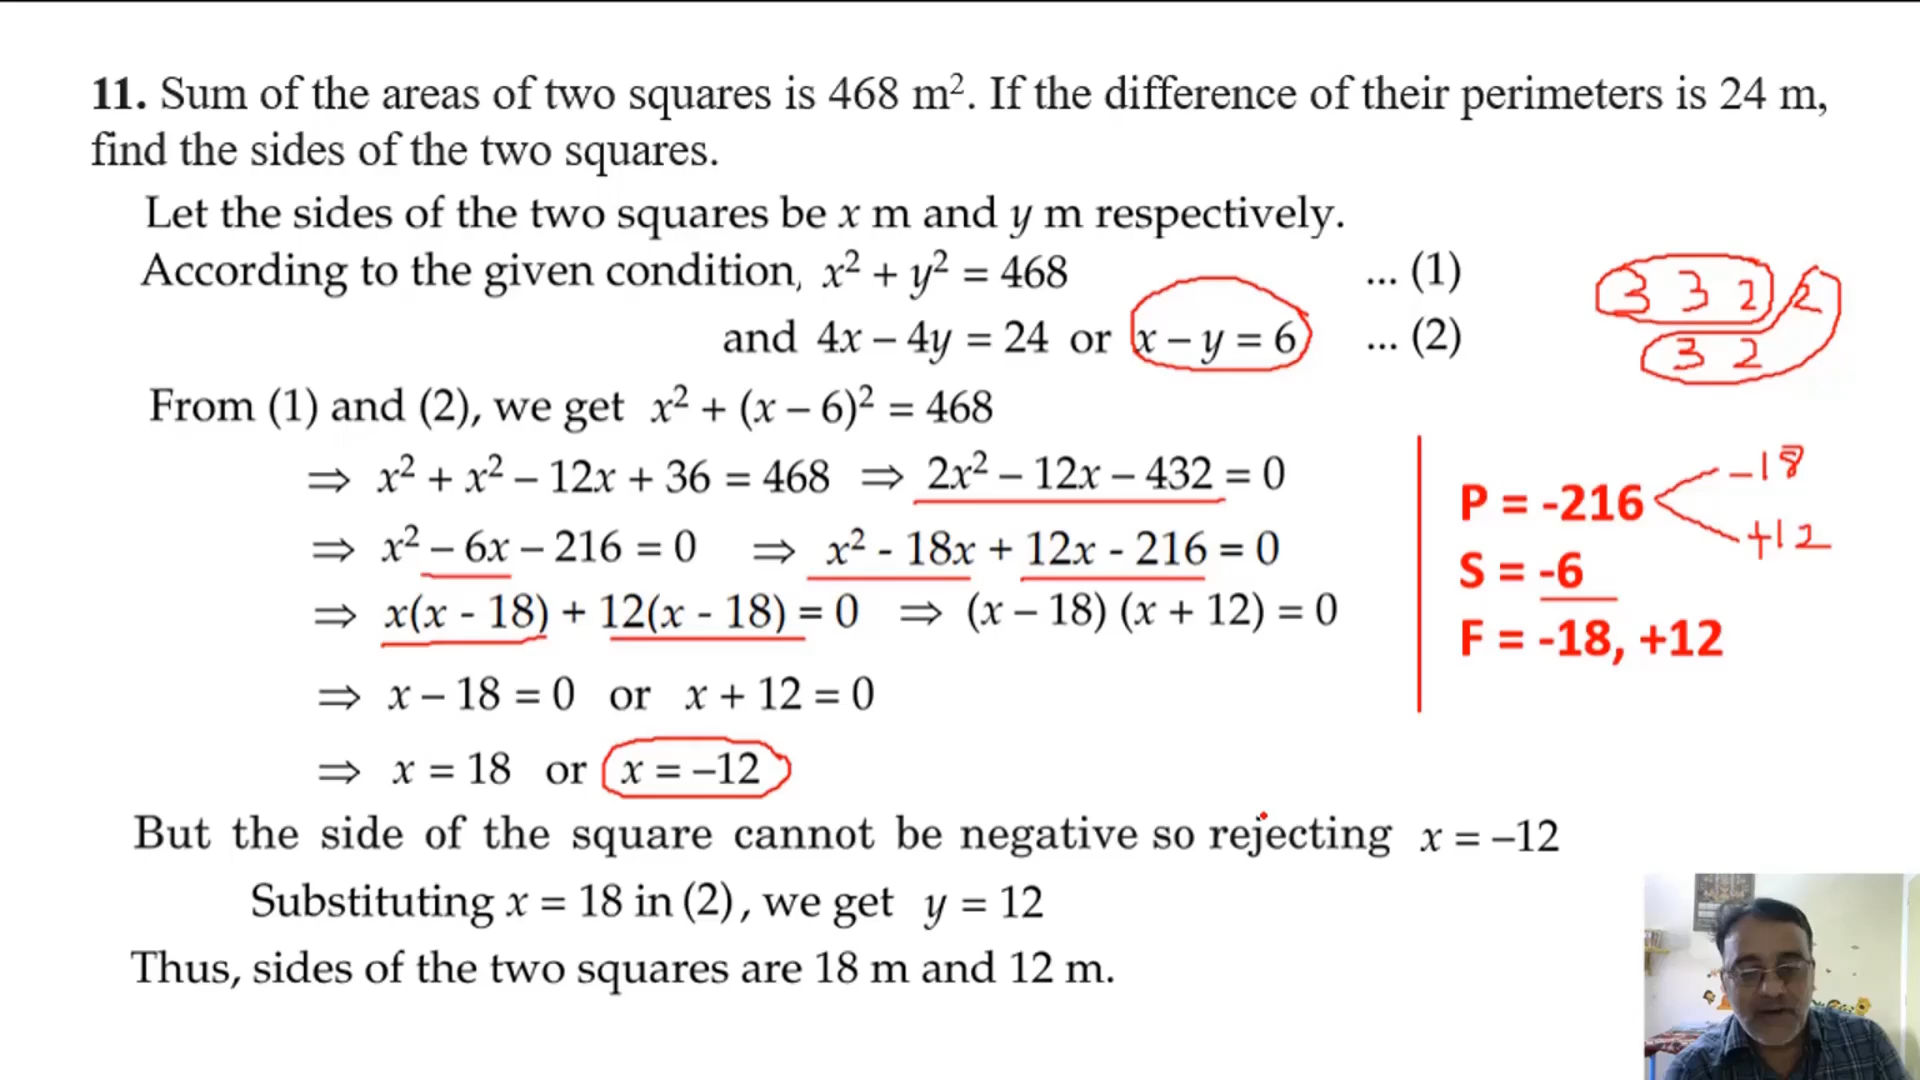 11. Sum of the areas of two squares is 468 m². If the difference of their perimeters is 24 m,
find the sides of the two squares.
Let the sides of the two squares be x m and y m respectively.
According to the given condition, x² + y² = 468 ... (1)
and 4x – 4y = 24 or x – y = 6 ... (2)
3 3 2 2
3 2
From (1) and (2), we get x² + (x – 6)² = 468
⇒ x² + x² – 12x + 36 = 468 ⇒ 2x² – 12x – 432 = 0
⇒ x² – 6x – 216 = 0 ⇒ x² - 18x + 12x - 216 = 0
⇒ x(x - 18) + 12(x - 18) = 0 ⇒ (x – 18) (x + 12) = 0
⇒ x – 18 = 0 or x + 12 = 0
⇒ x = 18 or x = –12
P = -216
-18
+12
S = -6
F = -18, +12
But the side of the square cannot be negative so rejecting x = –12
Substituting x = 18 in (2), we get y = 12
Thus, sides of the two squares are 18 m and 12 m.